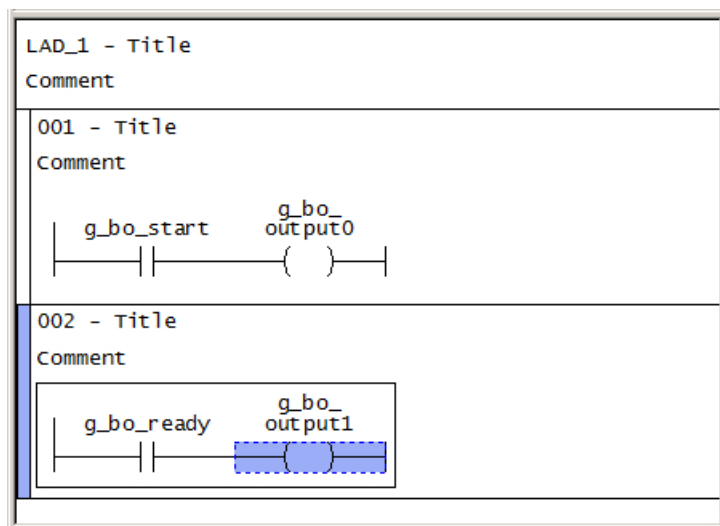 LAD_1 - Title
Comment
001 - Title
Comment
g_bo_
g_bo_start output0
002 - Title
Comment
g_bo_
g_bo_ready output1